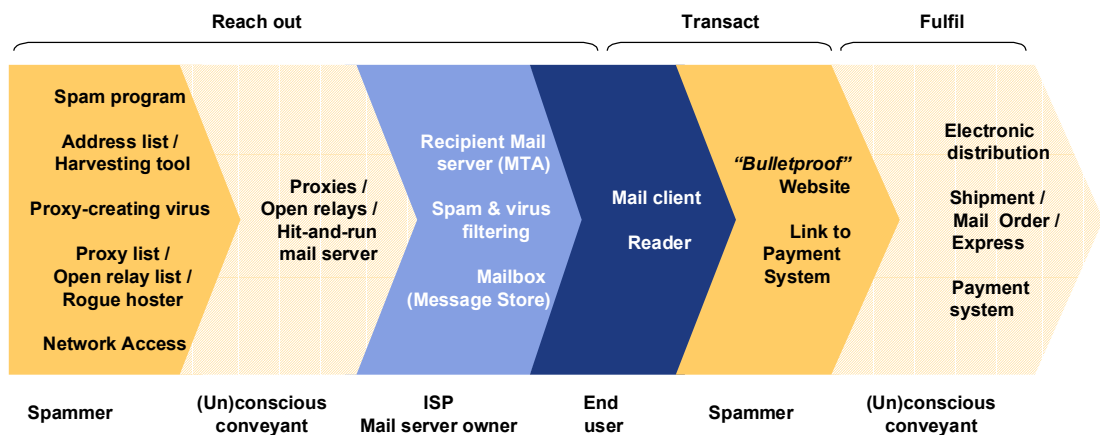 Reach out
Transact
Fulfil
Spam program
Address list /
Harvesting tool
Proxy-creating virus
Proxy list /
Open relay list /
Rogue hoster
Network Access
Proxies /
Open relays /
Hit-and-run
mail server
Recipient Mail
server (MTA)
Spam & virus
filtering
Mailbox
(Message Store)
Mail client
Reader
“Bulletproof”
Website
Link to
Payment
System
Electronic
distribution
Shipment /
Mail Order /
Express
Payment
system
Spammer
(Un)conscious
conveyant
ISP
Mail server owner
End
user
Spammer
(Un)conscious
conveyant